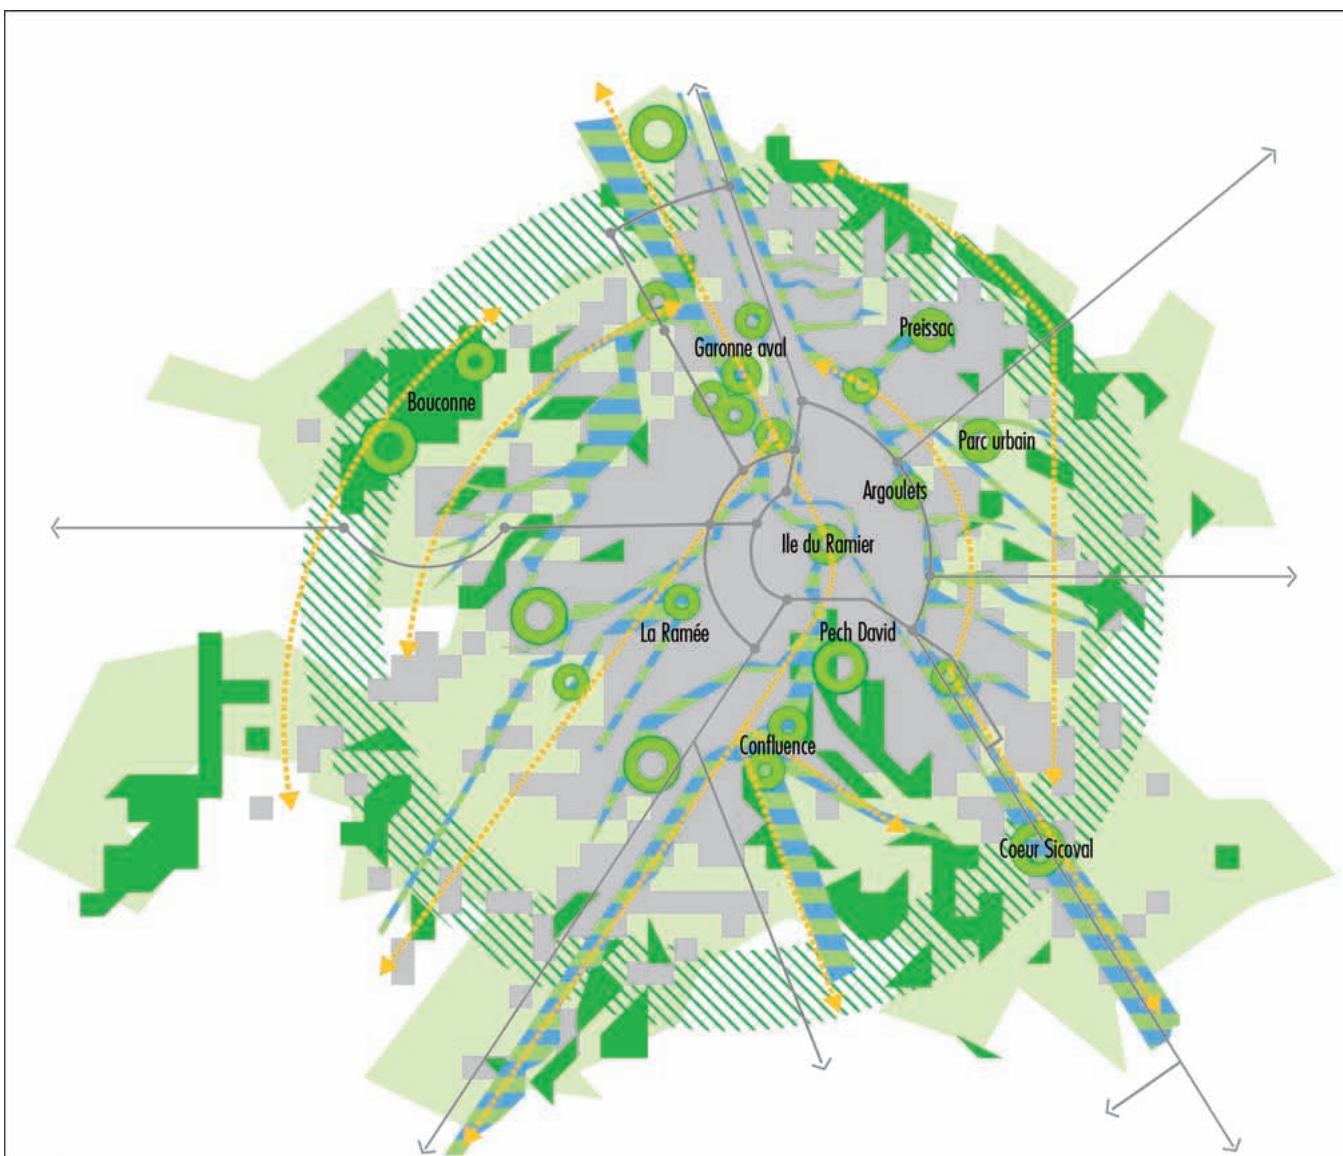 Preissac
Garonne aval
Bouconne
Parc urbain
Argoulets
Ile du Ramier
La Ramée
Pech David
Confluence
Coeur Sicoval